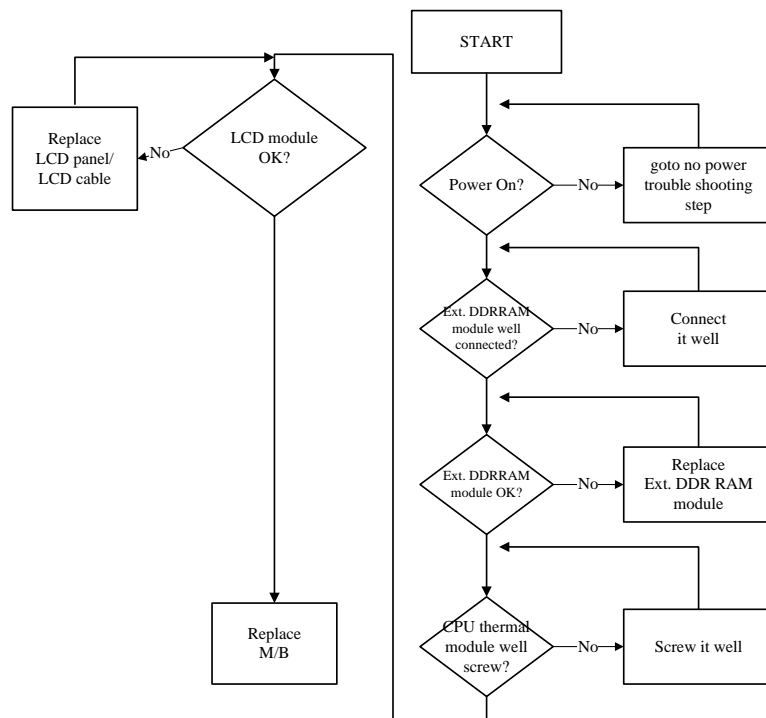 START
Power On?
No
goto no power
trouble shooting
step
Ext. DDRRAM
module well
connected?
No
Connect
it well
Ext. DDRRAM
module OK?
No
Replace
Ext. DDR RAM
module
CPU thermal
module well
screw?
No
Screw it well
LCD module
OK?
No
Replace
LCD panel/
LCD cable
Replace
M/B